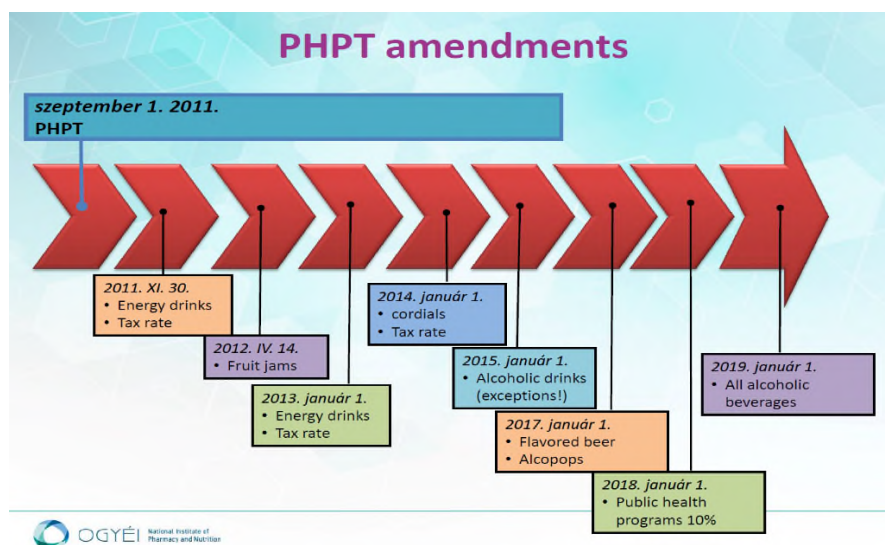 PHPT amendments
szeptember 1. 2011.
PHPT
2011. XI. 30.
• Energy drinks
• Tax rate
2012. IV. 14.
• Fruit jams
2013. január 1.
• Energy drinks
• Tax rate
2014. január 1.
• cordials
• Tax rate
2015. január 1.
• Alcoholic drinks
(exceptions!)
2017. január 1.
• Flavored beer
• Alcopops
2018. január 1.
• Public health
programs 10%
2019. január 1.
• All alcoholic
beverages
OGYÉI
National Institute of
Pharmacy and Nutrition